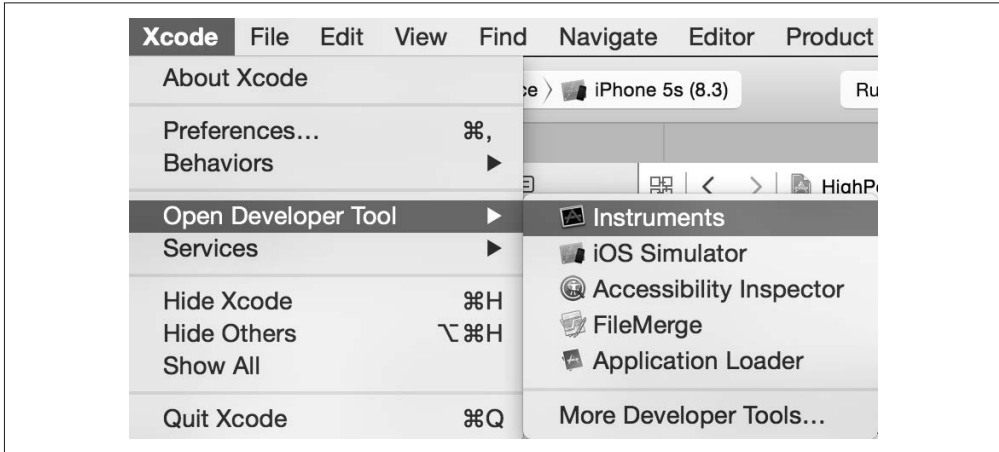 Xcode File Edit View Find Navigate Editor Product
About Xcode
iPhone 5s (8.3)
Preferences... ⌘,
Behaviors ▶
Open Developer Tool ▶
Services ▶
Hide Xcode ⌘H
Hide Others ⌥⌘H
Show All
Quit Xcode ⌘Q
Instruments
iOS Simulator
Accessibility Inspector
FileMerge
Application Loader
More Developer Tools...